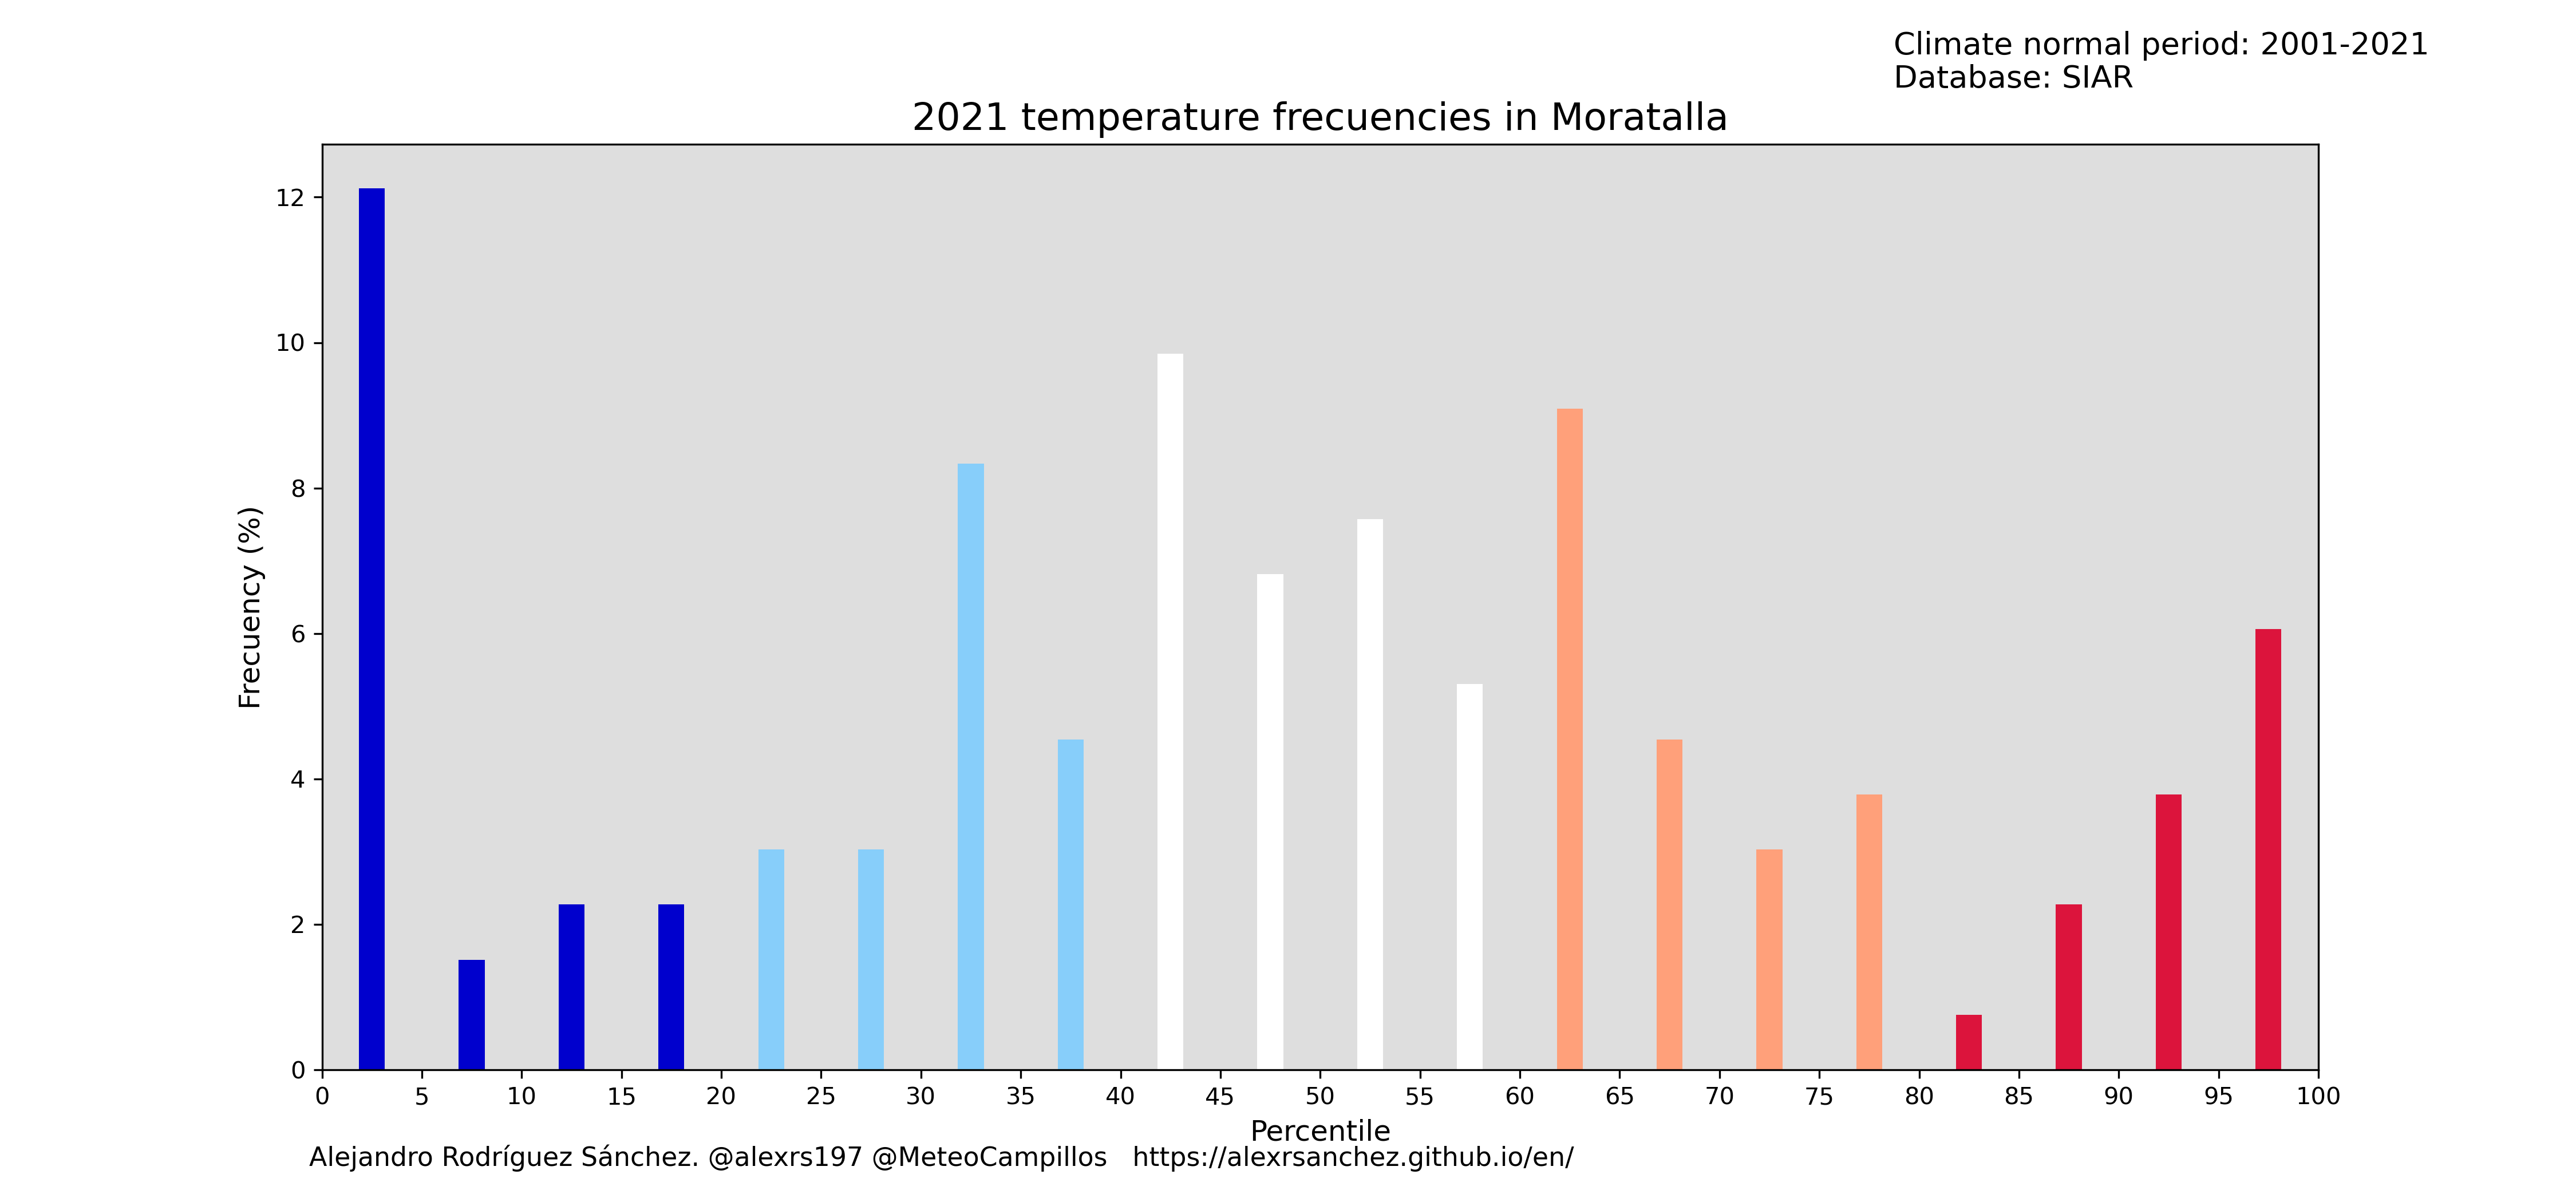 Climate normal period: 2001-2021
Database: SIAR
2021 temperature frecuencies in Moratalla
Frecuency (%)
12
10
8
6
4
2
0
0 5 10 15 20 25 30 35 40 45 50 55 60 65 70 75 80 85 90 95 100
Percentile
Alejandro Rodríguez Sánchez. @alexrs197 @MeteoCampillos https://alexrsanchez.github.io/en/